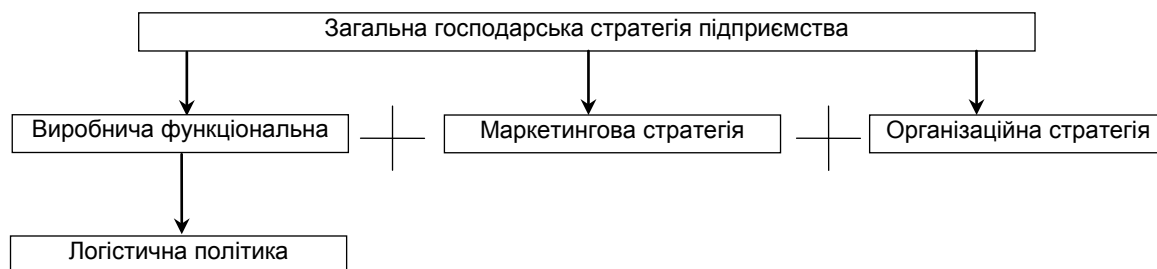 Загальна господарська стратегія підприємства
Виробнича функціональна
Маркетингова стратегія
Організаційна стратегія
Логістична політика